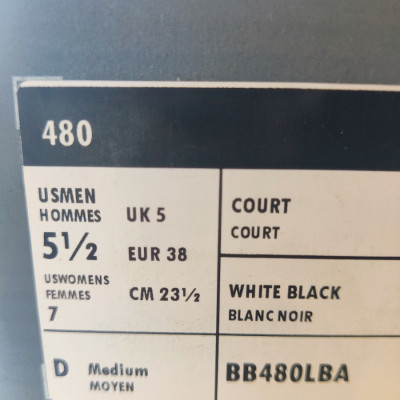 480
USMEN
HOMMES
5½
USWOMENS
FEMMES
7
UK 5
EUR 38
CM 23½
COURT
COURT
WHITE BLACK
BLANC NOIR
D Medium
MOYEN
BB480LBA